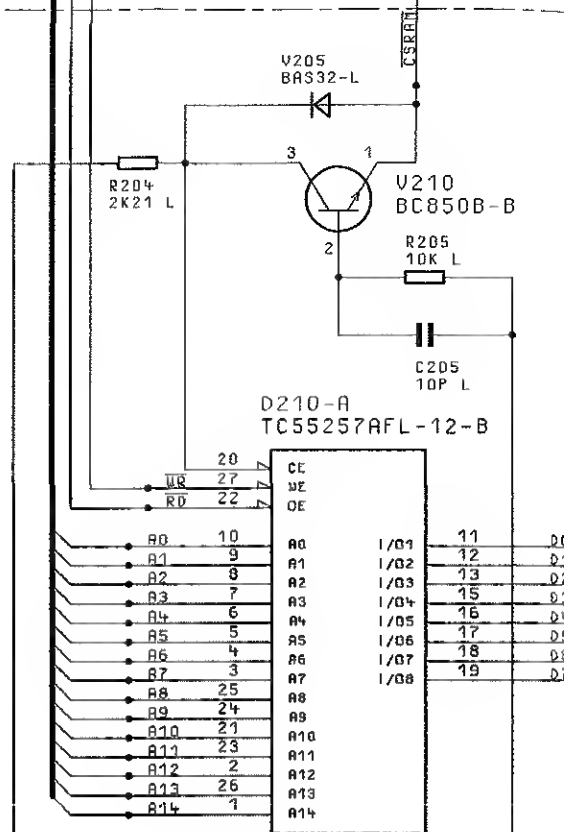 CSRAM
V205
BAS32-L
3
1
R204
2K21 L
V210
BC850B-B
2
R205
10K L
C205
10P L
D210-A
TC55257AFL-12-B
20
CE
WR
27
WE
RD
22
OE
A0
10
A0
I/O1
11
A1
9
A1
I/O2
12
A2
8
A2
I/O3
13
A3
7
A3
I/O4
15
A4
6
A4
I/O5
16
A5
5
A5
I/O6
17
A6
4
A6
I/O7
18
A7
3
A7
I/O8
19
A8
25
A8
A9
24
A9
A10
21
A10
A11
23
A11
A12
2
A12
A13
26
A13
A14
1
A14